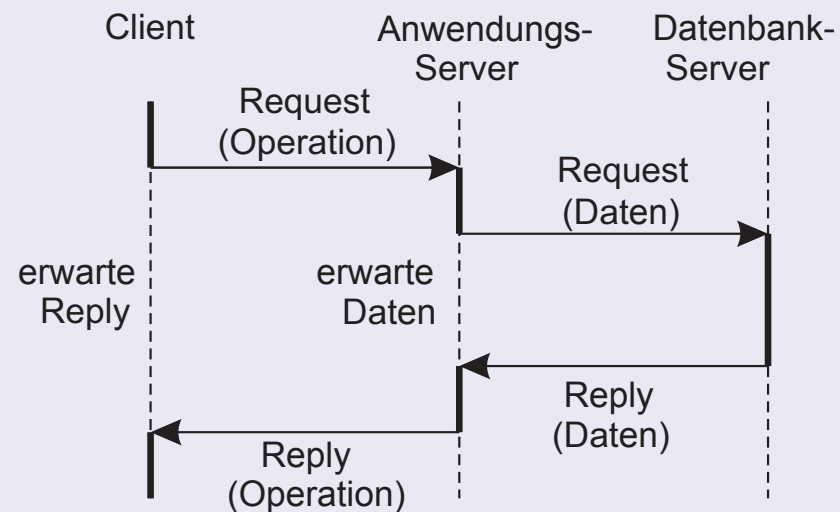 Client
Anwendungs-
Server
Datenbank-
Server
Request
(Operation)
Request
(Daten)
erwarte
Reply
erwarte
Daten
Reply
(Daten)
Reply
(Operation)